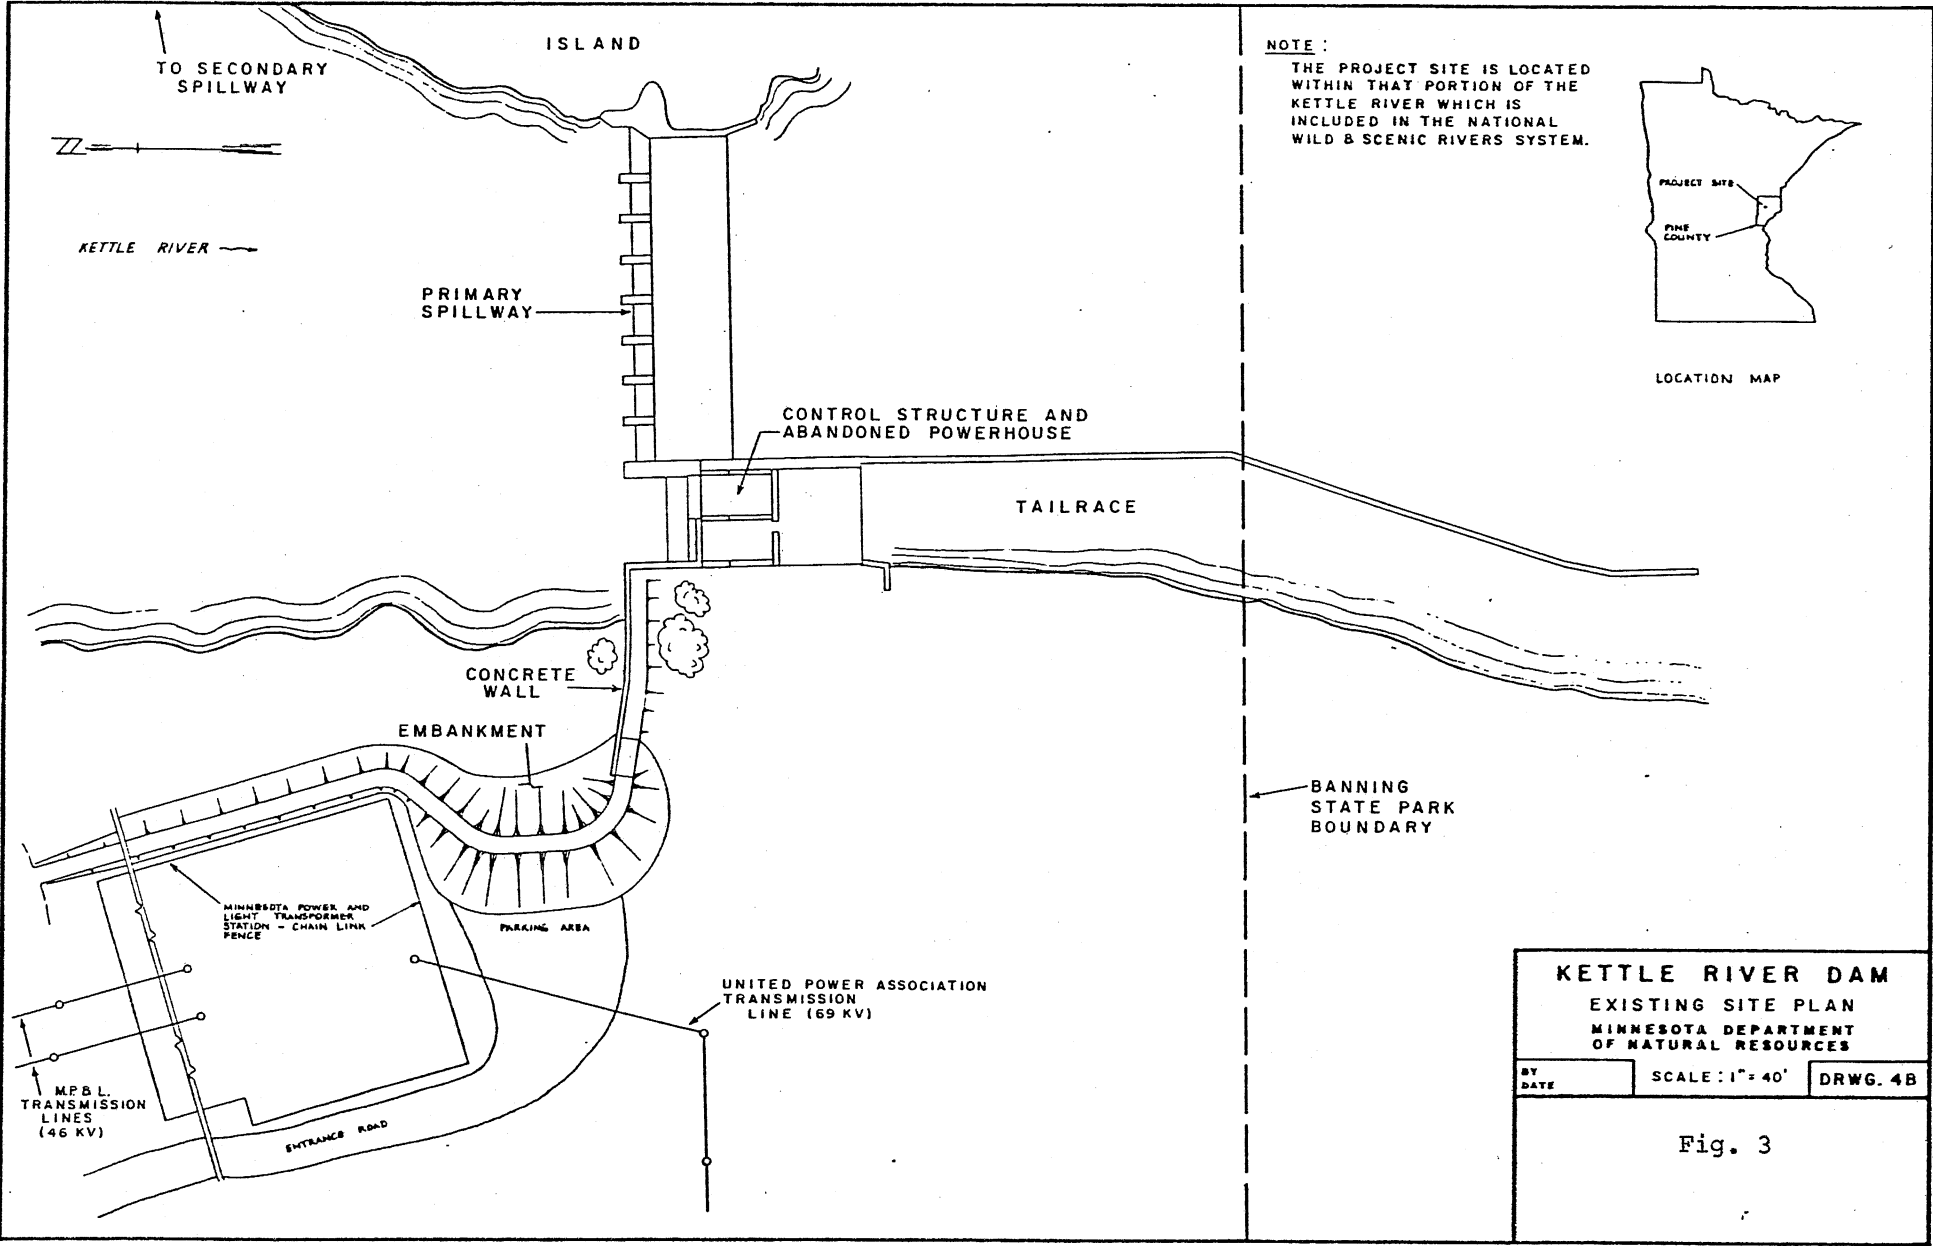 ISLAND
TO SECONDARY
SPILLWAY
N
KETTLE RIVER
PRIMARY
SPILLWAY
CONTROL STRUCTURE AND
ABANDONED POWERHOUSE
TAILRACE
CONCRETE
WALL
EMBANKMENT
MINNESOTA POWER AND
LIGHT TRANSFORMER
STATION - CHAIN LINK
FENCE
PARKING AREA
UNITED POWER ASSOCIATION
TRANSMISSION
LINE (69 KV)
M.P.& L.
TRANSMISSION
LINES
(46 KV)
ENTRANCE ROAD
NOTE :
THE PROJECT SITE IS LOCATED
WITHIN THAT PORTION OF THE
KETTLE RIVER WHICH IS
INCLUDED IN THE NATIONAL
WILD & SCENIC RIVERS SYSTEM.
PROJECT SITE
PINE
COUNTY
LOCATION MAP
BANNING
STATE PARK
BOUNDARY
KETTLE RIVER DAM
EXISTING SITE PLAN
MINNESOTA DEPARTMENT
OF NATURAL RESOURCES
BY
DATE
SCALE : 1" = 40'
DRWG. 4B
Fig. 3